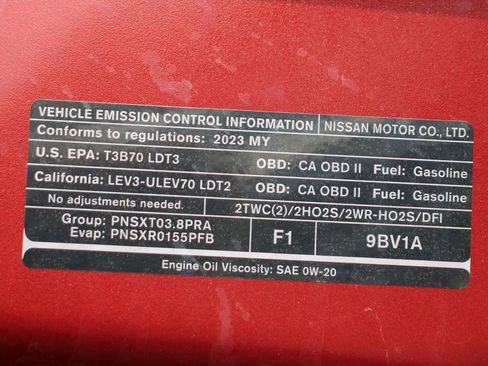 VEHICLE EMISSION CONTROL INFORMATION NISSAN MOTOR CO., LTD.
Conforms to regulations: 2023 MY
U.S. EPA: T3B70 LDT3 OBD: CA OBD II Fuel: Gasoline
California: LEV3-ULEV70 LDT2 OBD: CA OBD II Fuel: Gasoline
No adjustments needed. 2TWC(2)/2HO2S/2WR-HO2S/DFI
Group: PNSXT03.8PRA
Evap: PNSXR0155PFB
F1 9BV1A
Engine Oil Viscosity: SAE 0W-20